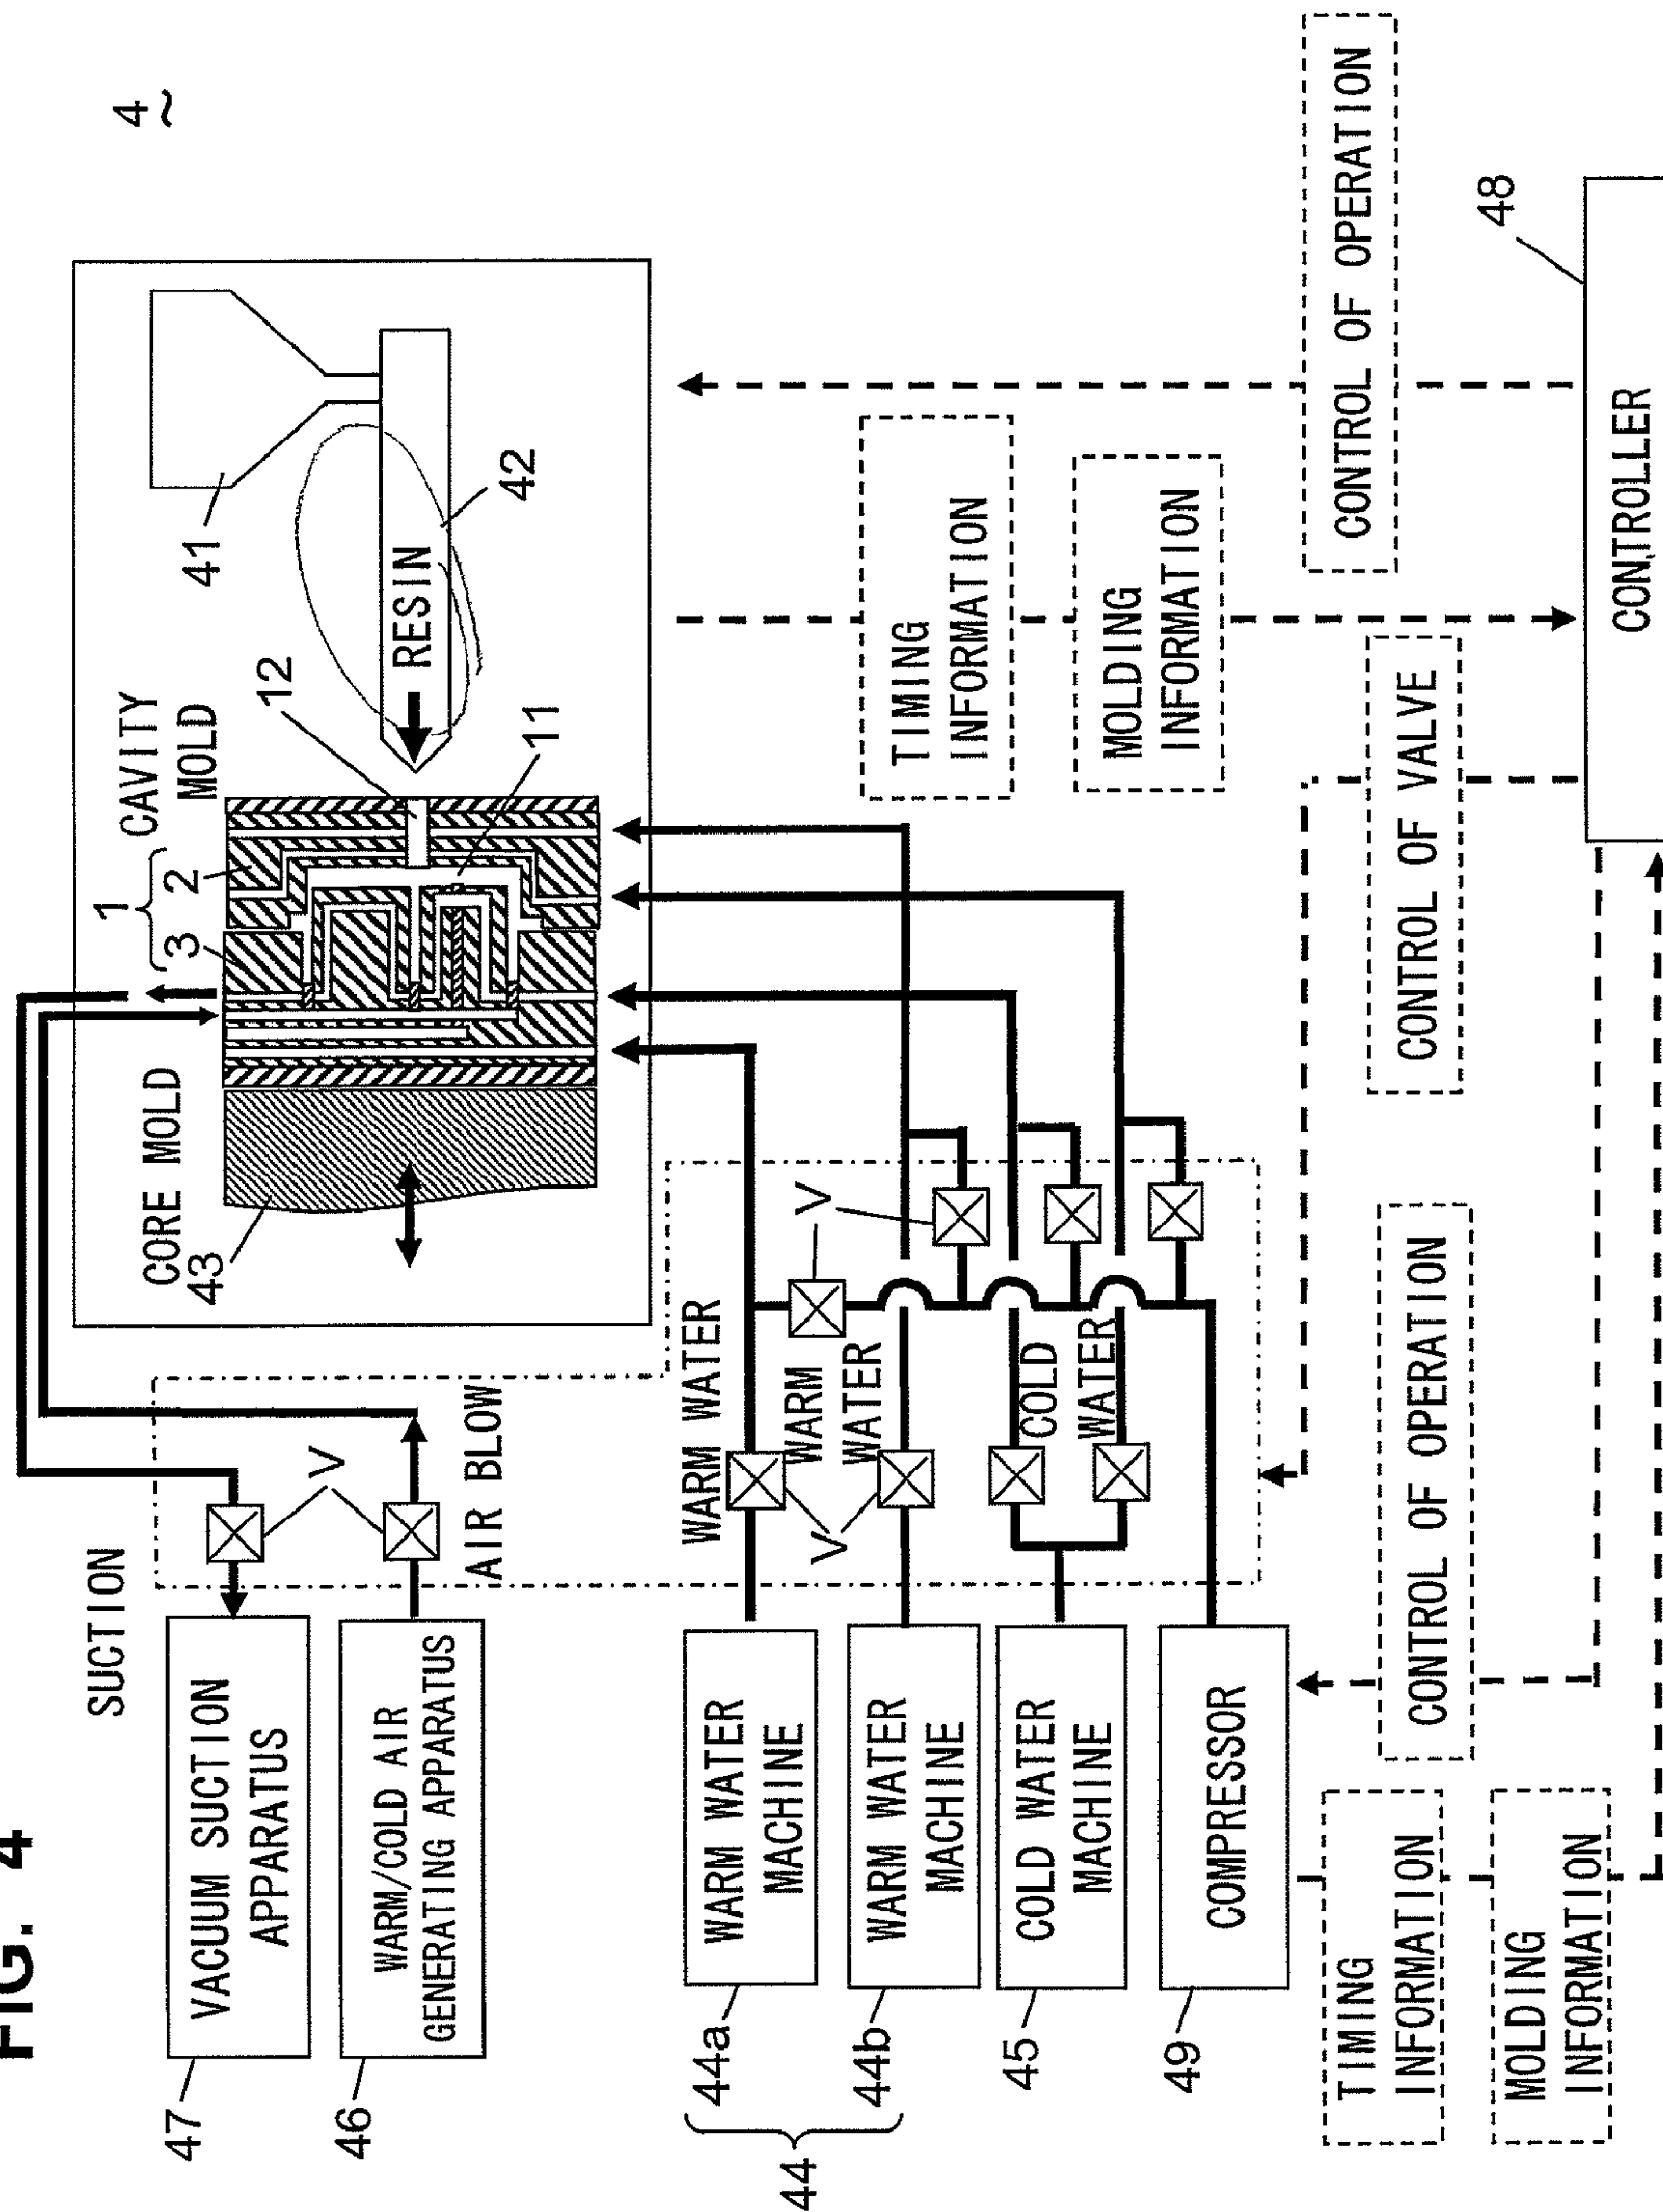 FIG. 4
4
SUCTION
47
VACUUM SUCTION
APPARATUS
46
WARM/COLD AIR
GENERATING APPARATUS
V
AIR BLOW
CORE MOLD
43
1
3
2
CAVITY
MOLD
12
11
RESIN
41
42
44
44a
WARM WATER
MACHINE
44b
WARM WATER
MACHINE
45
COLD WATER
MACHINE
49
COMPRESSOR
WARM WATER
V
WARM
WATER
V
COLD
WATER
TIMING
INFORMATION
MOLDING
INFORMATION
CONTROL OF OPERATION
CONTROL OF VALVE
CONTROL OF OPERATION
TIMING
INFORMATION
MOLDING
INFORMATION
48
CONTROLLER